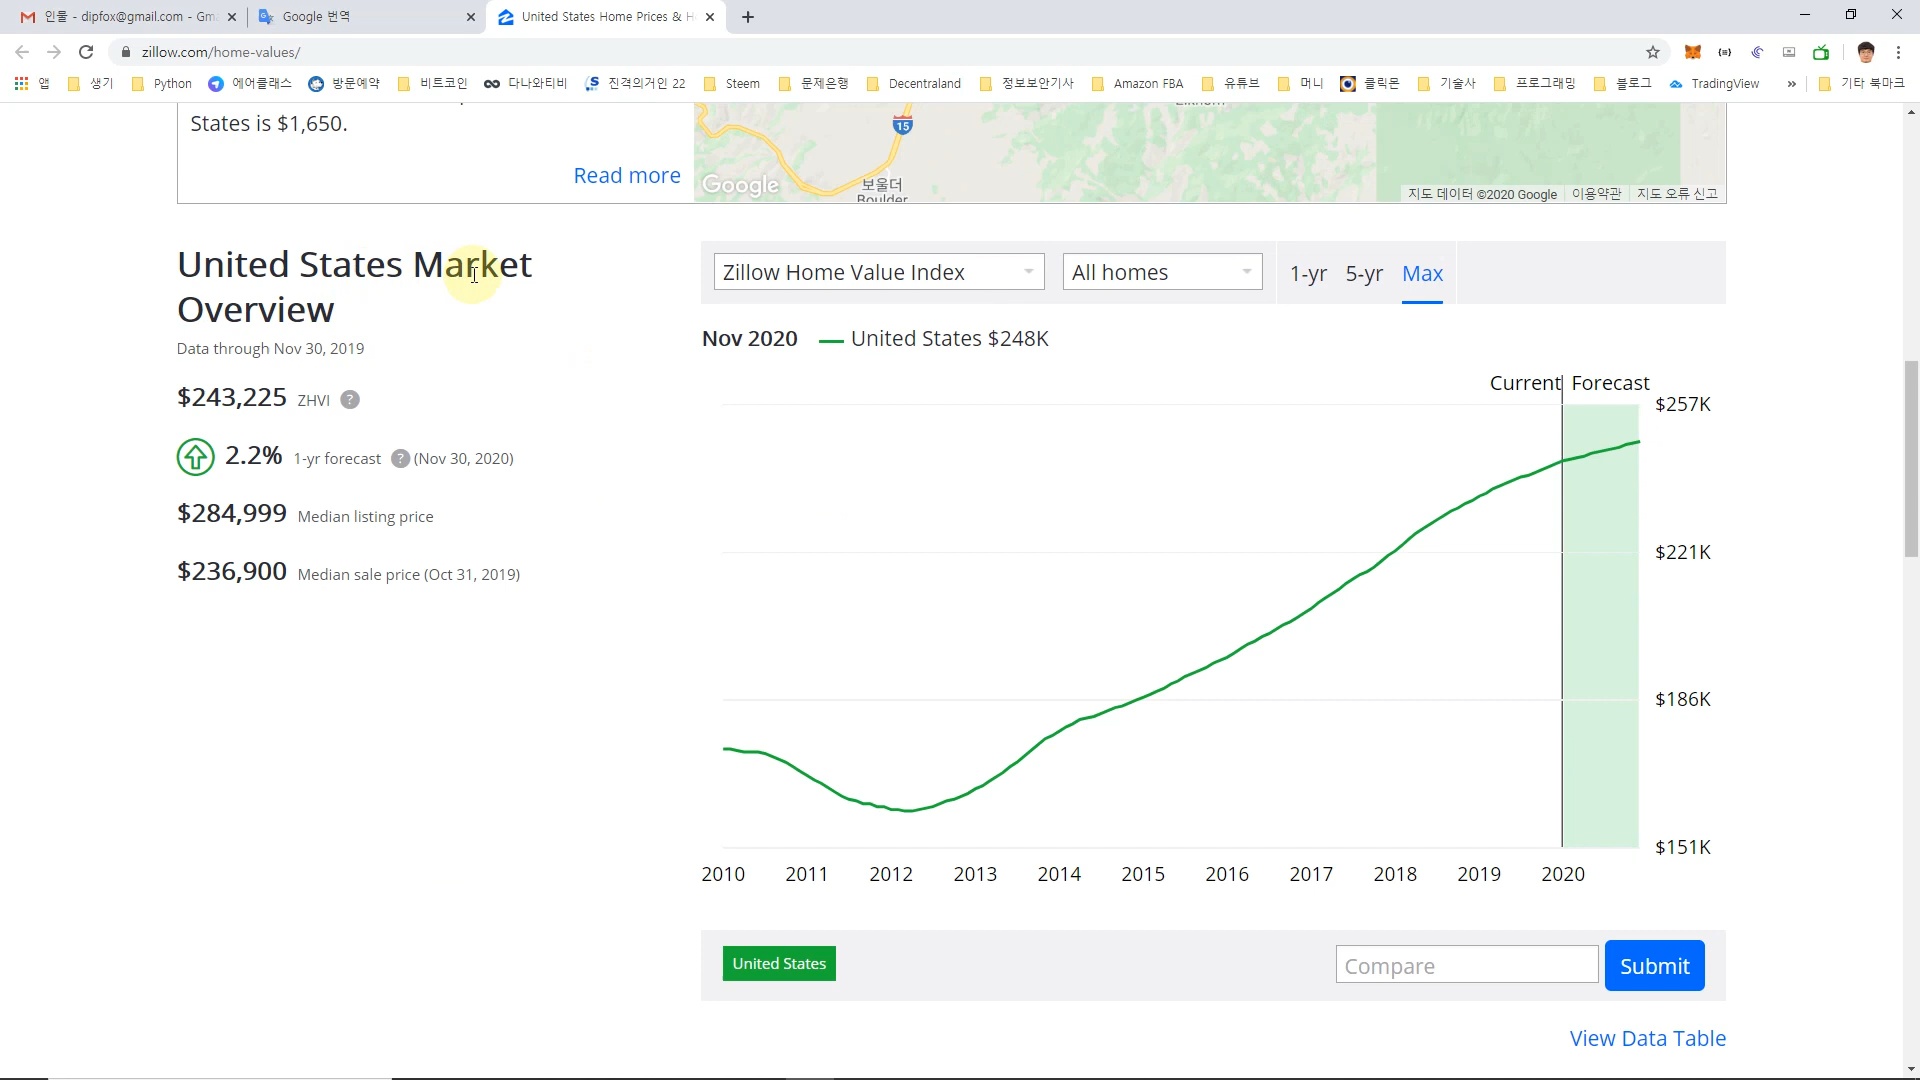 인물 - dipfox@gmail.com - Gm
Google 번역
United States Home Prices & H
zillow.com/home-values/
앱 생기 Python 에어클래스 방문예약 비트코인 다나와티비 진격의거인 22 Steem 문제은행 Decentraland 정보보안기사 Amazon FBA 유튜브 머니 클릭몬 기술사 프로그래밍 블로그 TradingView » 기타 북마크
States is $1,650.
Read more
15
Google
보울더
Boulder
지도 데이터 ©2020 Google 이용약관 지도 오류 신고
United States Market
Overview
Data through Nov 30, 2019
$243,225 ZHVI ?
2.2% 1-yr forecast ? (Nov 30, 2020)
$284,999 Median listing price
$236,900 Median sale price (Oct 31, 2019)
Zillow Home Value Index All homes 1-yr 5-yr Max
Nov 2020 United States $248K
Current Forecast
$257K
$221K
$186K
$151K
2010 2011 2012 2013 2014 2015 2016 2017 2018 2019 2020
United States
Compare Submit
View Data Table